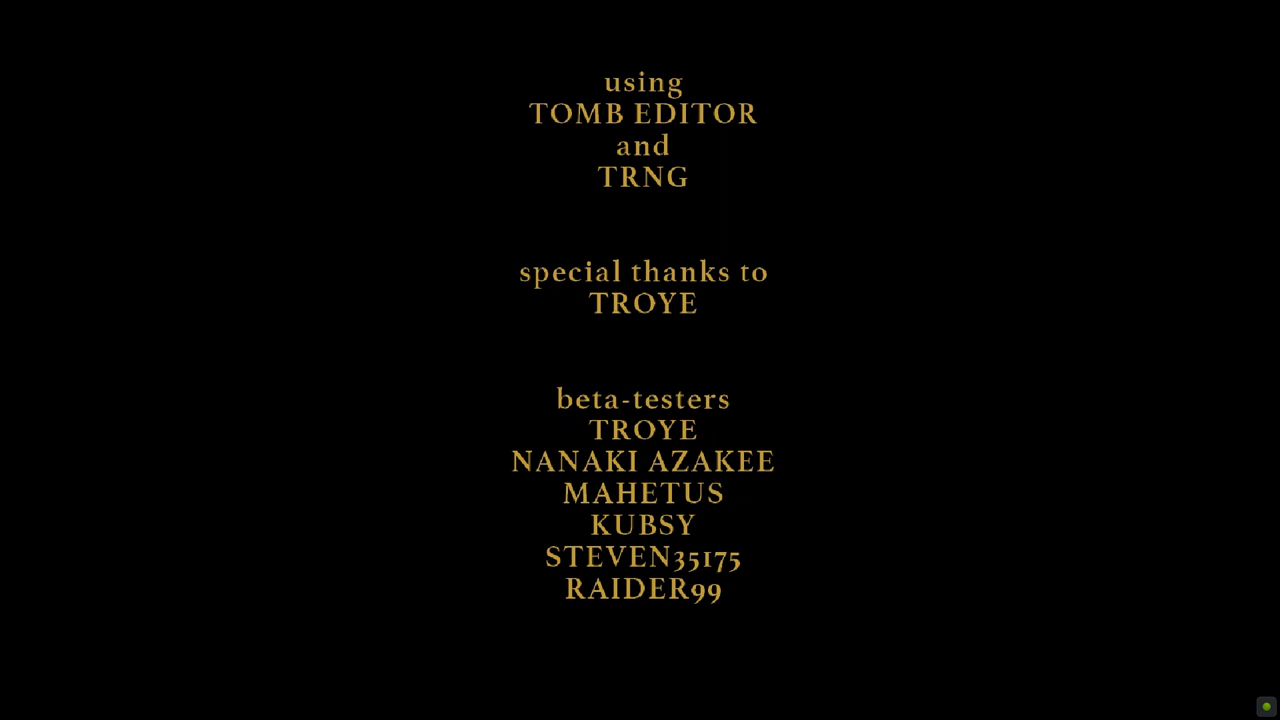 using
TOMB EDITOR
and
TRNG
special thanks to
TROYE
beta-testers
TROYE
NANAKI AZAKEE
MAHETUS
KUBSY
STEVEN35175
RAIDER99